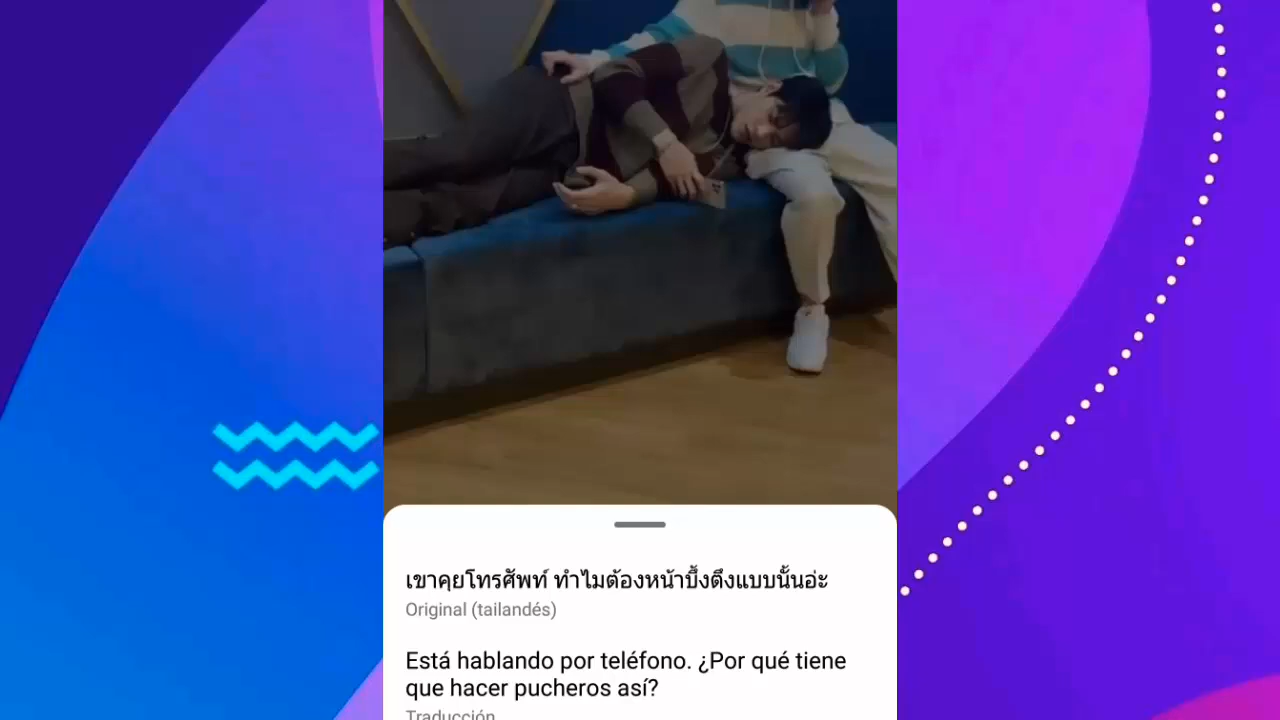 เขาคุยโทรศัพท์ ทำไมต้องหน้าบึ้งตึงแบบนั้นอ่ะ
Original (tailandés)
Está hablando por teléfono. ¿Por qué tiene
que hacer pucheros así?
Traducción